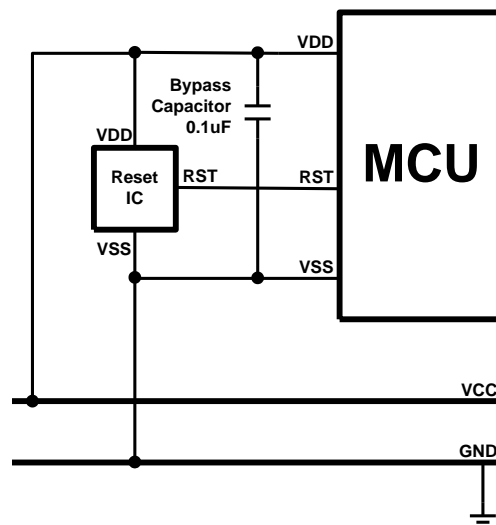 VDD
Bypass
Capacitor
0.1uF
VDD
Reset
IC
RST
RST
MCU
VSS
VSS
VCC
GND